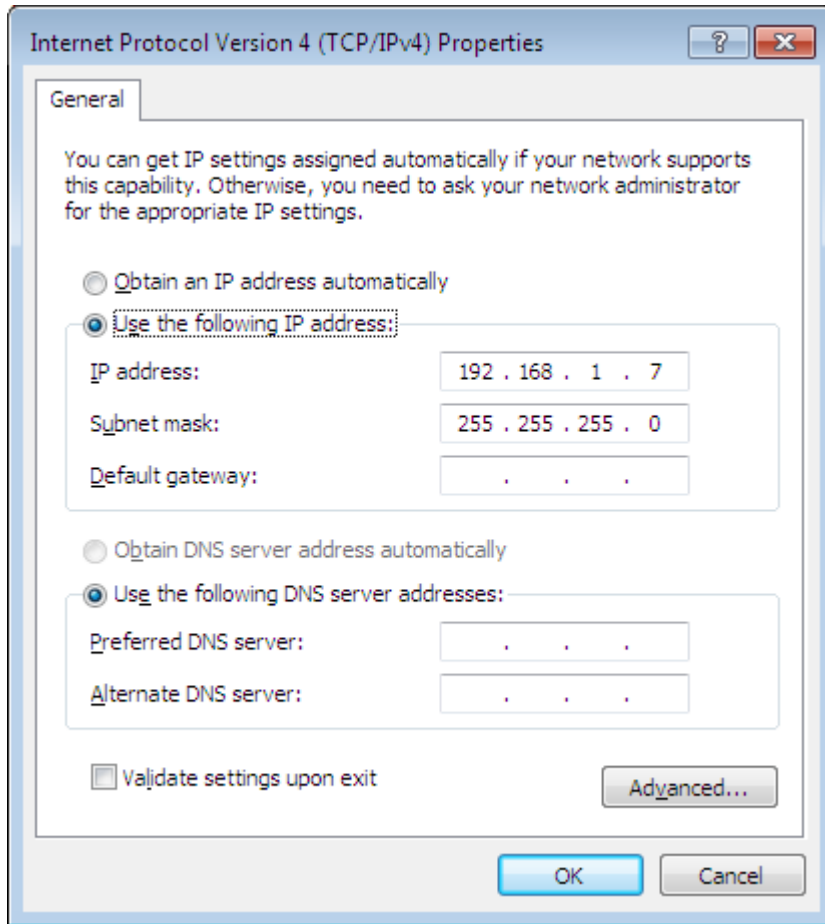 Internet Protocol Version 4 (TCP/IPv4) Properties
General
You can get IP settings assigned automatically if your network supports
this capability. Otherwise, you need to ask your network administrator
for the appropriate IP settings.
Obtain an IP address automatically
Use the following IP address:
IP address: 192 . 168 . 1 . 7
Subnet mask: 255 . 255 . 255 . 0
Default gateway: . . .
Obtain DNS server address automatically
Use the following DNS server addresses:
Preferred DNS server: . . .
Alternate DNS server: . . .
Validate settings upon exit
Advanced...
OK Cancel